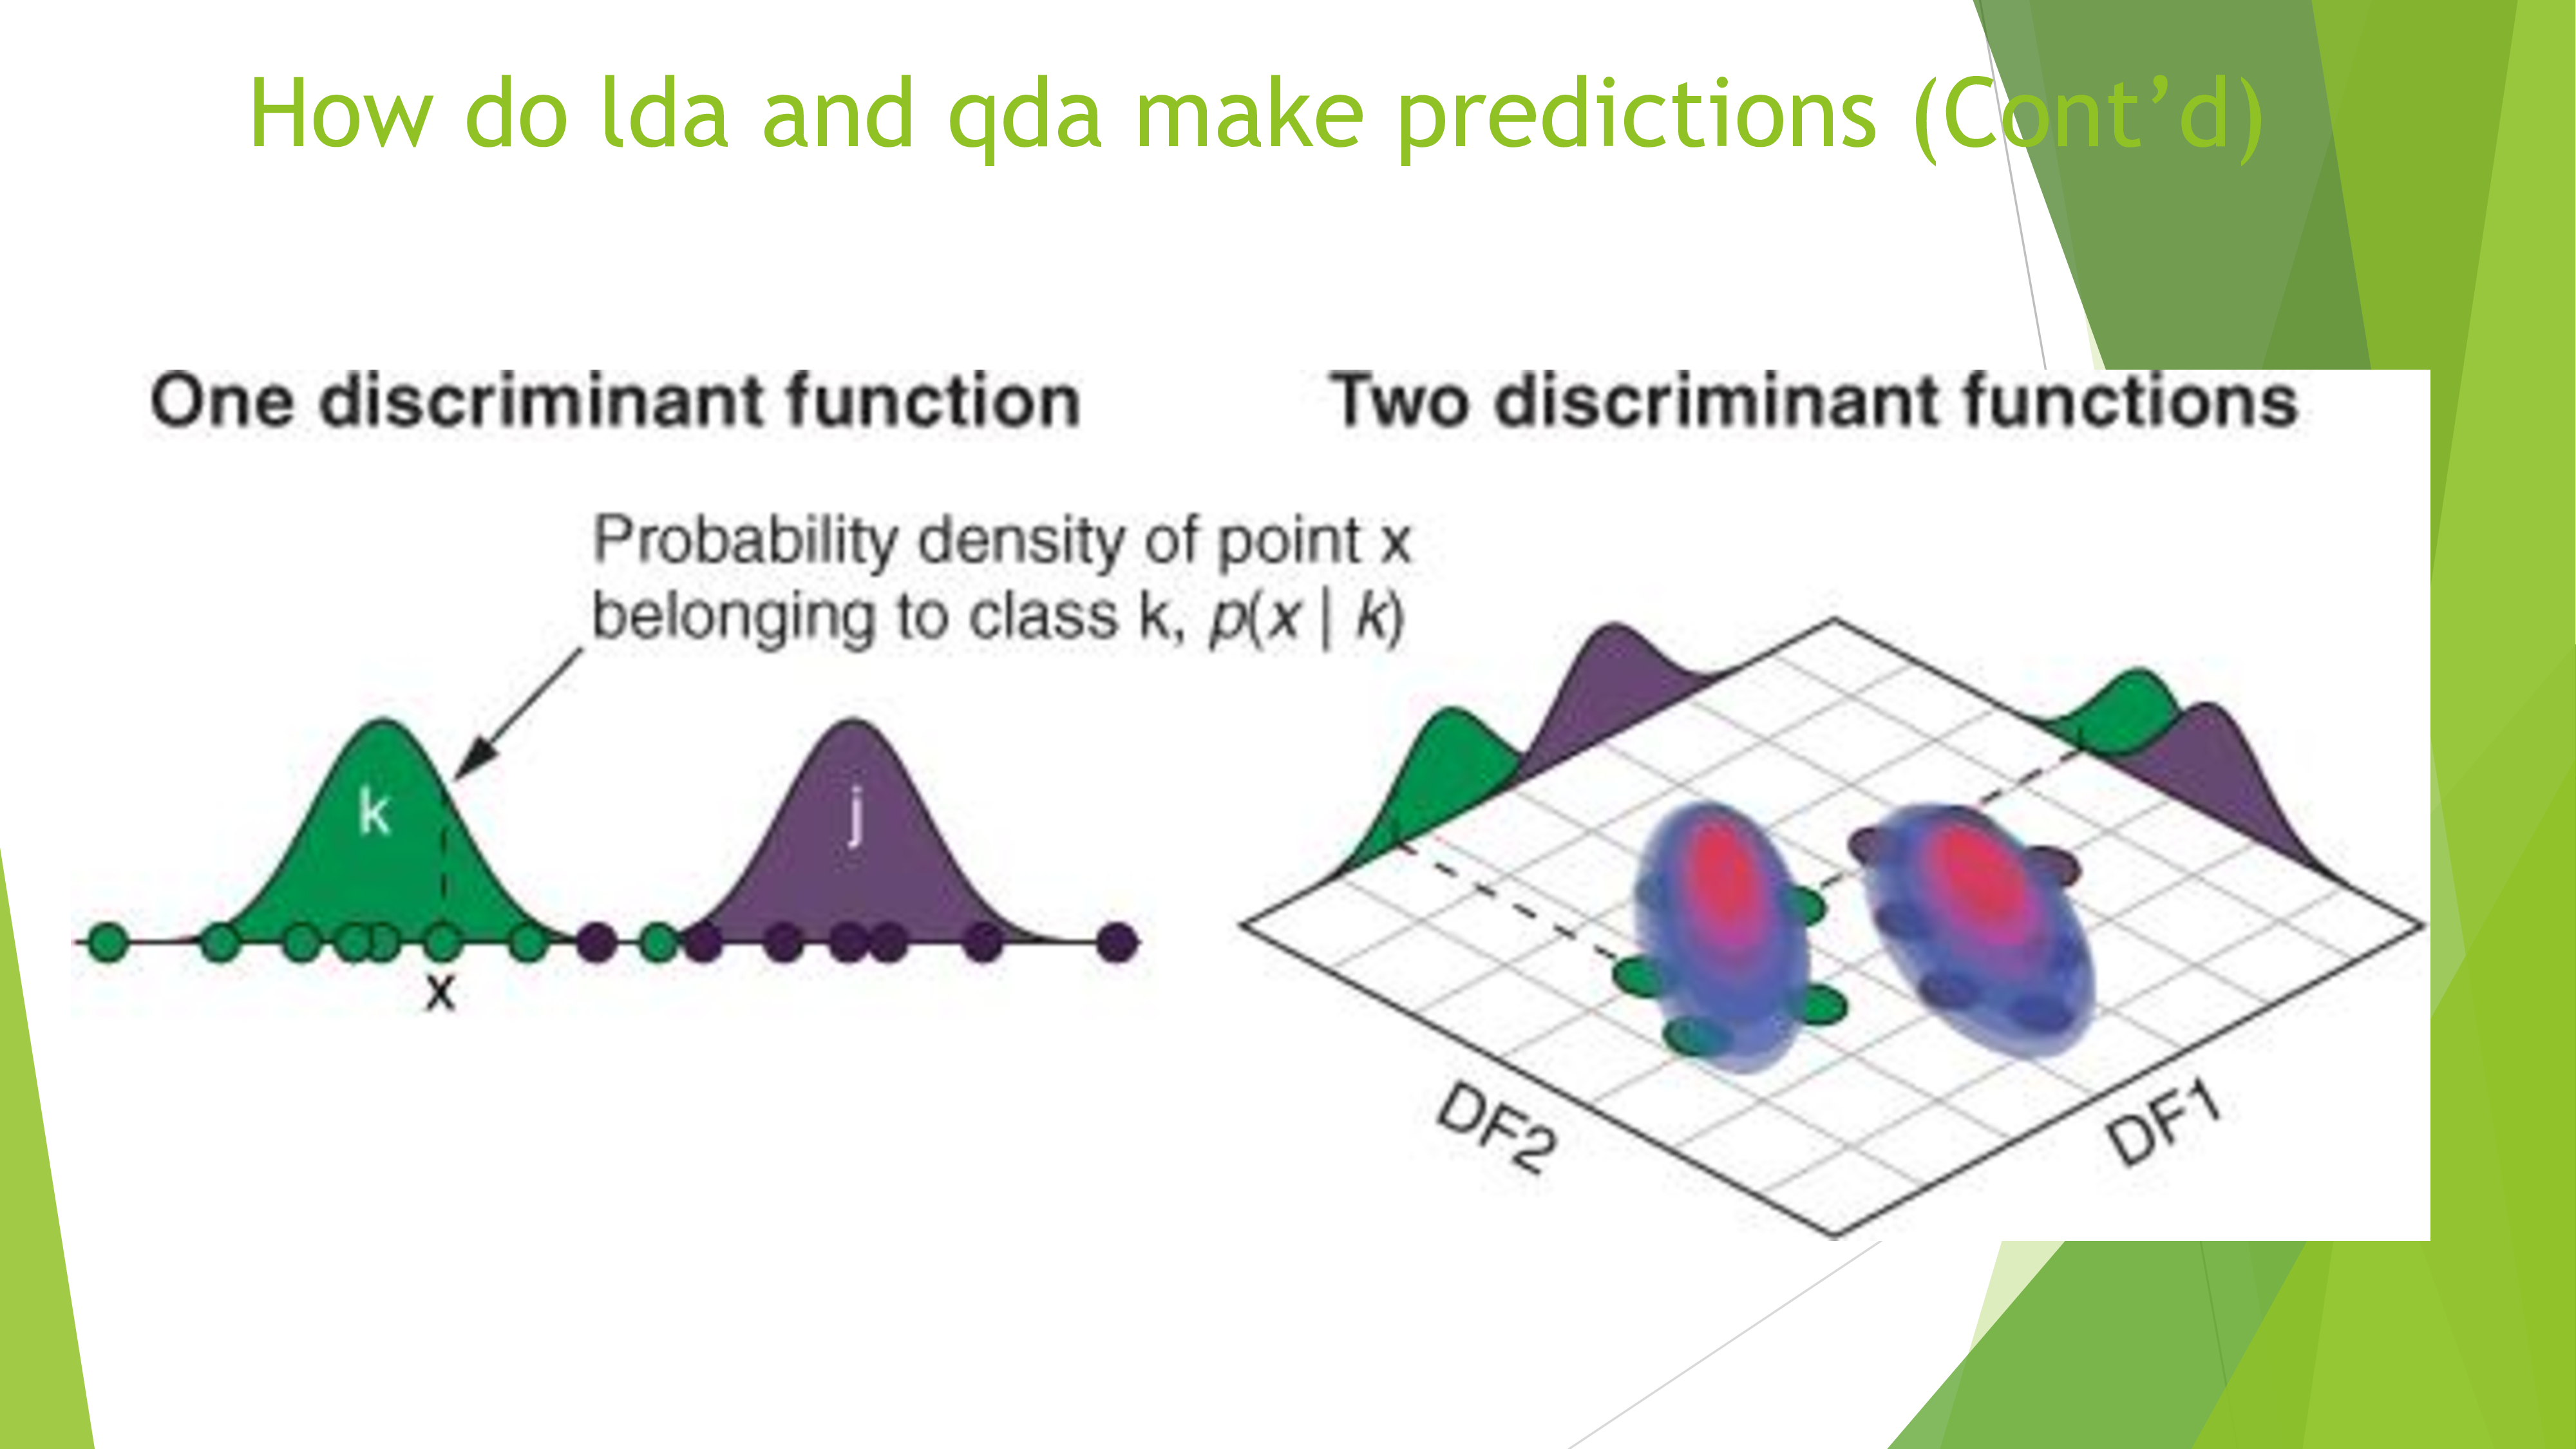 How do lda and qda make predictions (Cont’d)
One discriminant function
Probability density of point x
belonging to class k, p(x | k)
k
j
x
Two discriminant functions
DF2
DF1